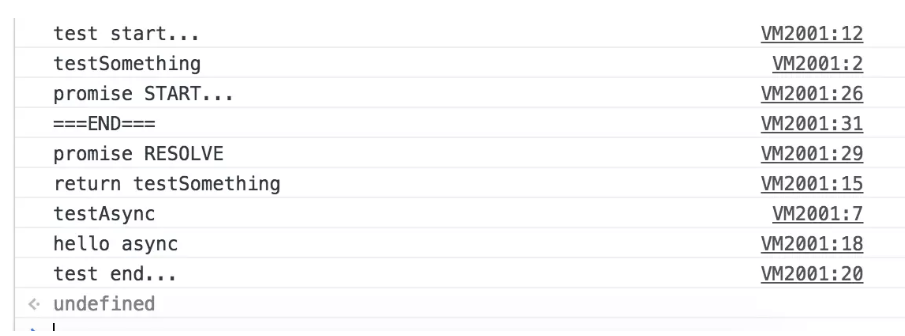 test start... VM2001:12
testSomething VM2001:2
promise START... VM2001:26
===END=== VM2001:31
promise RESOLVE VM2001:29
return testSomething VM2001:15
testAsync VM2001:7
hello async VM2001:18
test end... VM2001:20
undefined